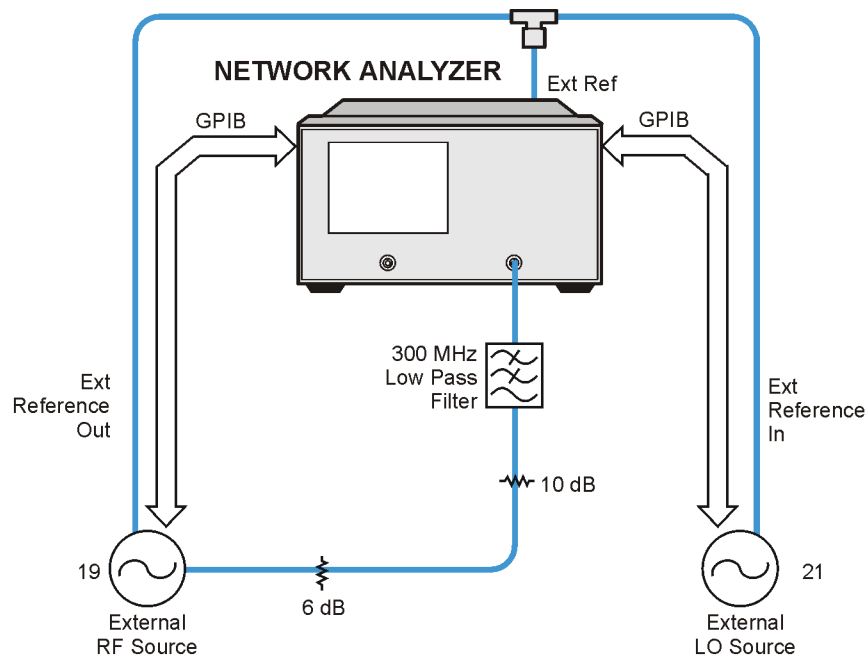 NETWORK ANALYZER
Ext Ref
GPIB
GPIB
300 MHz
Low Pass
Filter
Ext
Reference
Out
Ext
Reference
In
10 dB
19
6 dB
21
External
RF Source
External
LO Source